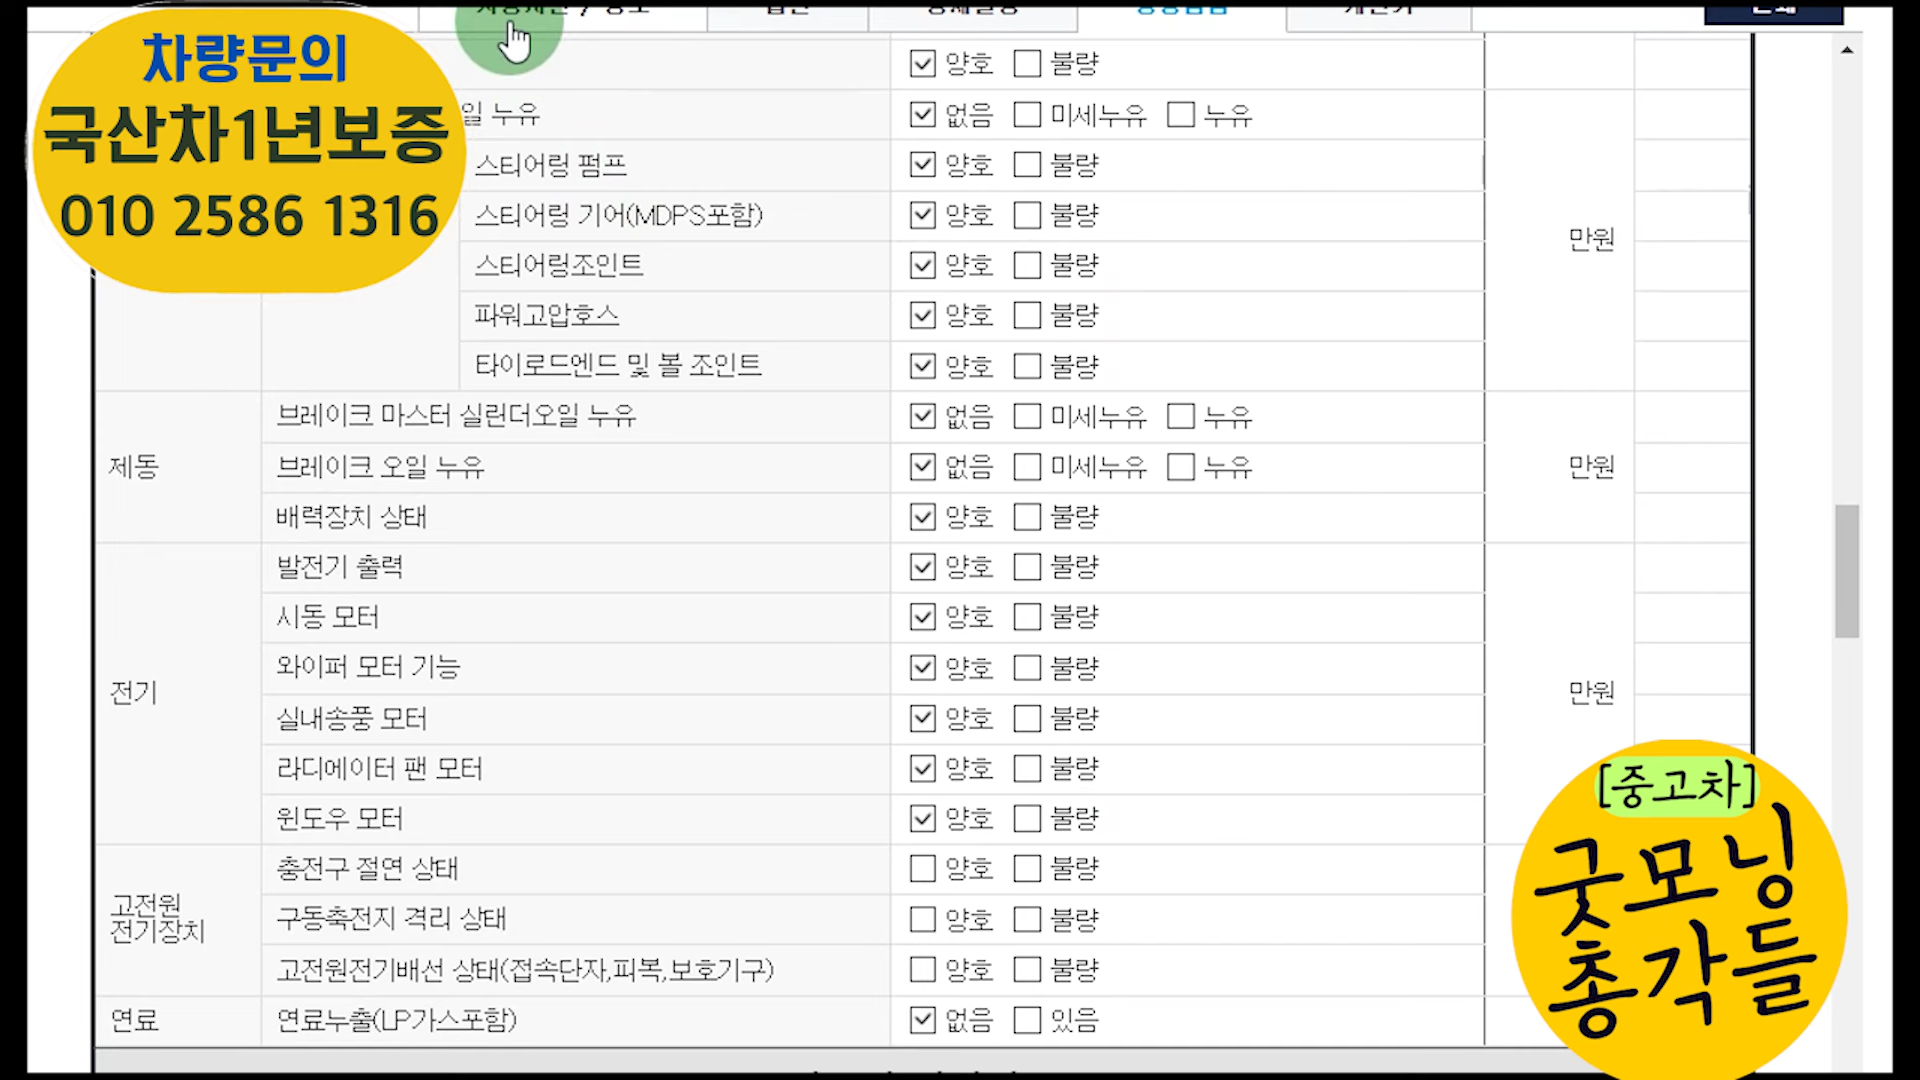 차량문의
국산차1년보증
010 2586 1316
양호 불량
일 누유 없음 미세누유 누유
스티어링 펌프 양호 불량
스티어링 기어(MDPS포함) 양호 불량
만원
스티어링조인트 양호 불량
파워고압호스 양호 불량
타이로드엔드 및 볼 조인트 양호 불량
브레이크 마스터 실린더오일 누유 없음 미세누유 누유
제동 브레이크 오일 누유 없음 미세누유 누유 만원
배력장치 상태 양호 불량
발전기 출력 양호 불량
시동 모터 양호 불량
와이퍼 모터 기능 양호 불량
전기 만원
실내송풍 모터 양호 불량
라디에이터 팬 모터 양호 불량
윈도우 모터 양호 불량
충전구 절연 상태 양호 불량
고전원
전기장치
구동축전지 격리 상태 양호 불량
고전원전기배선 상태(접속단자,피복,보호기구) 양호 불량
연료 연료누출(LP가스포함) 없음 있음
[중고차]
굿모닝
총각들